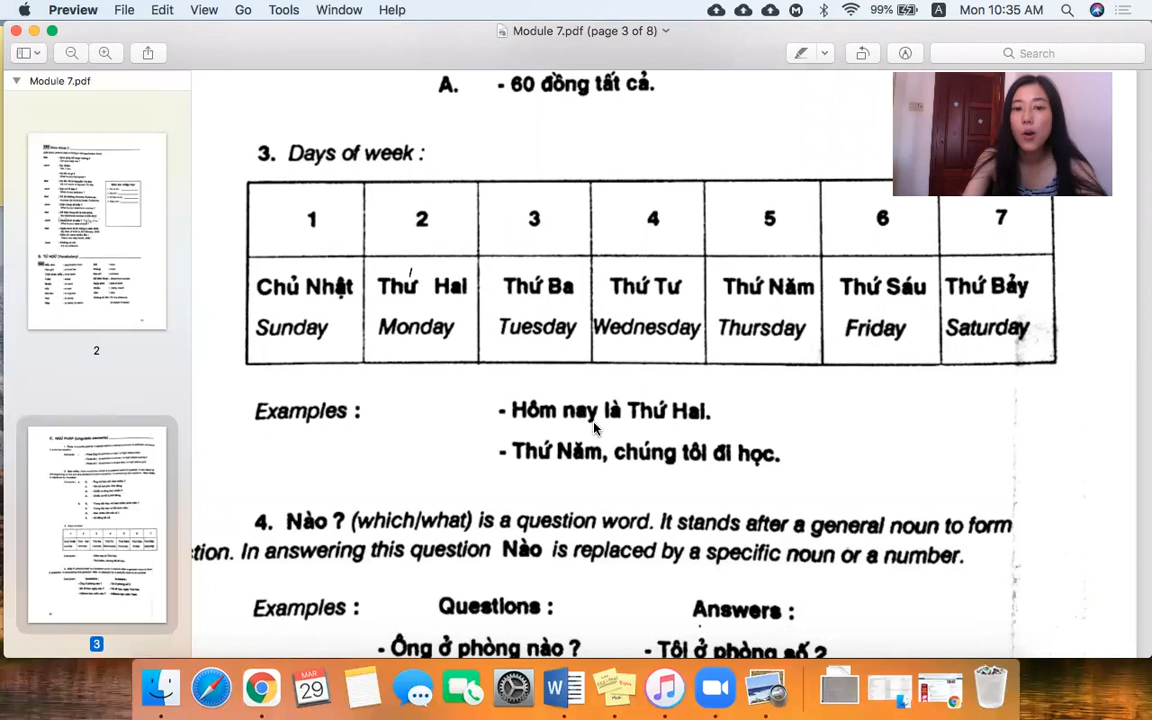 Preview File Edit View Go Tools Window Help 99% A Mon 10:35 AM
Module 7.pdf (page 3 of 8)
Search
Module 7.pdf
2
3
A. - 60 đồng tất cả.
3. Days of week :
1 2 3 4 5 6 7
Chủ Nhật Thứ Hai Thứ Ba Thứ Tư Thứ Năm Thứ Sáu Thứ Bảy
Sunday Monday Tuesday Wednesday Thursday Friday Saturday
Examples : - Hôm nay là Thứ Hai.
- Thứ Năm, chúng tôi đi học.
4. Nào ? (which/what) is a question word. It stands after a general noun to form
tion. In answering this question Nào is replaced by a specific noun or a number.
Examples : Questions : Answers :
- Ông ở phòng nào ? - Tôi ở phòng số 2
MAR
29